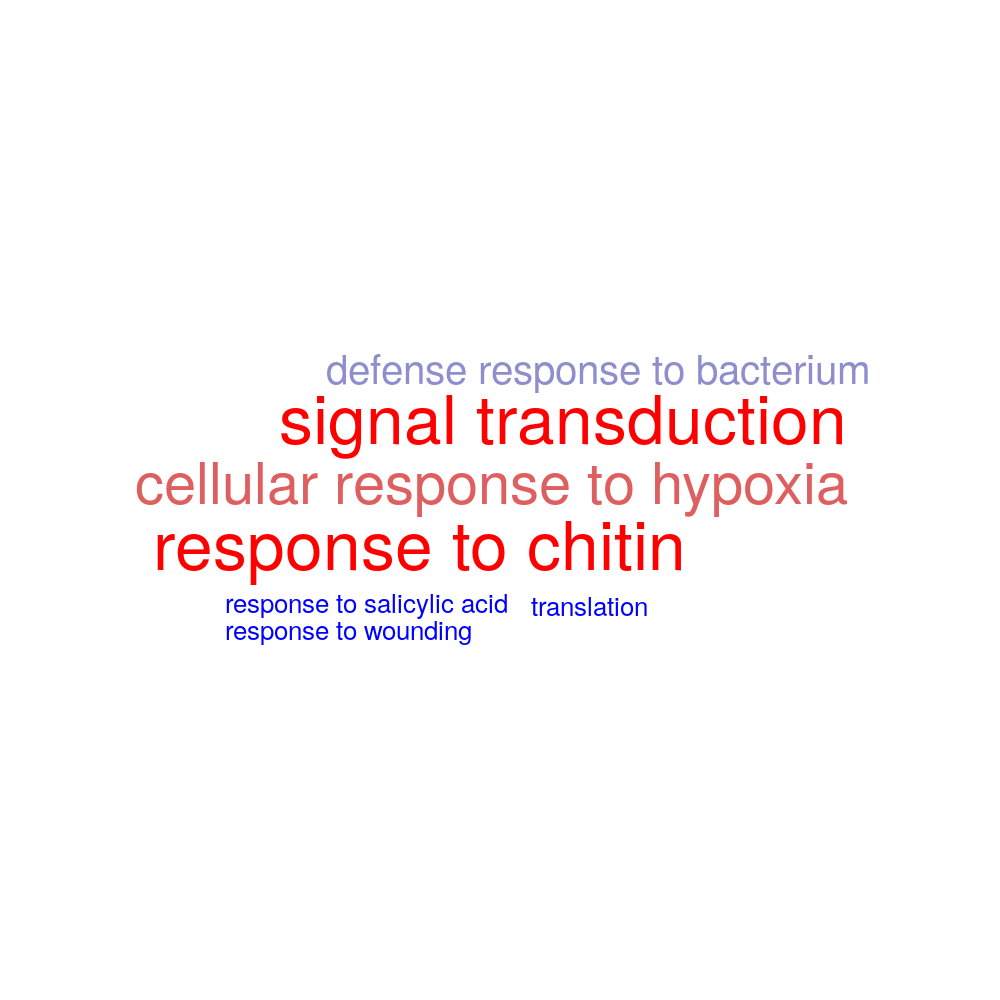 defense response to bacterium
signal transduction
cellular response to hypoxia
response to chitin
response to salicylic acid
translation
response to wounding